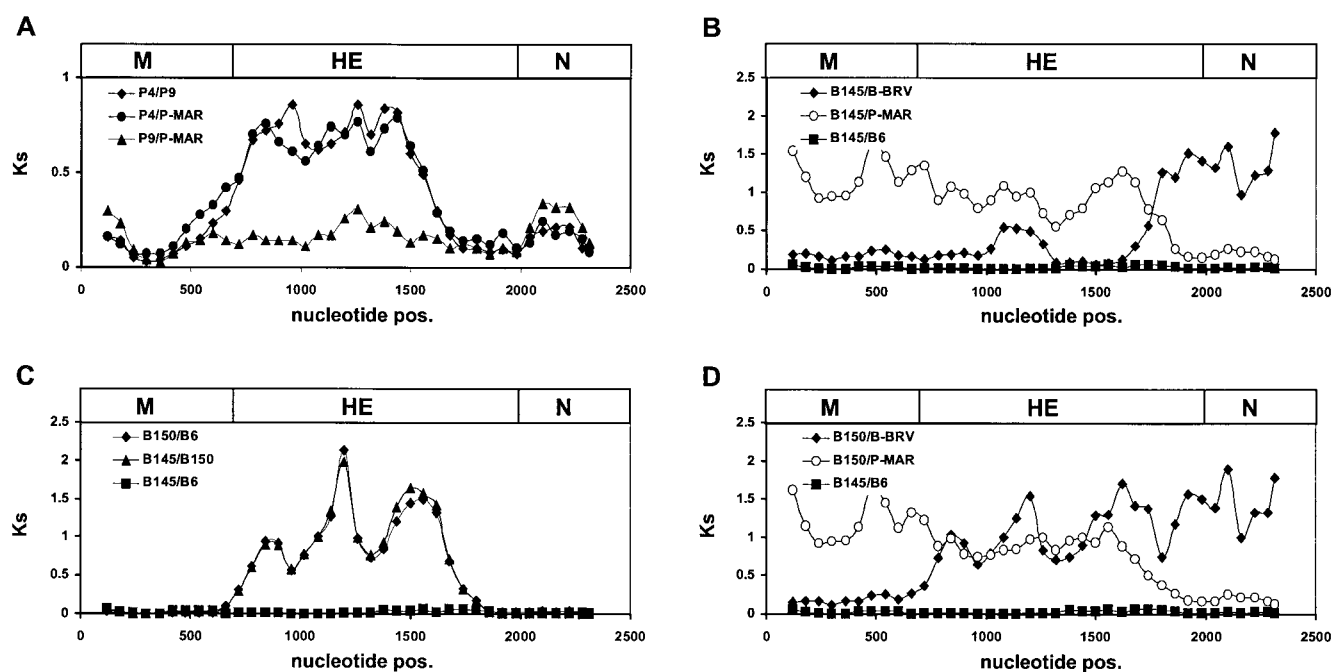 A
M HE N
1
0.5
0
Ks
P4/P9
P4/P-MAR
P9/P-MAR
0 500 1000 1500 2000 2500
nucleotide pos.
B
M HE N
2.5
2
1.5
1
0.5
0
Ks
B145/B-BRV
B145/P-MAR
B145/B6
0 500 1000 1500 2000 2500
nucleotide pos.
C
M HE N
2.5
2
1.5
1
0.5
0
Ks
B150/B6
B145/B150
B145/B6
0 500 1000 1500 2000 2500
nucleotide pos.
D
M HE N
2.5
2
1.5
1
0.5
0
Ks
B150/B-BRV
B150/P-MAR
B145/B6
0 500 1000 1500 2000 2500
nucleotide pos.